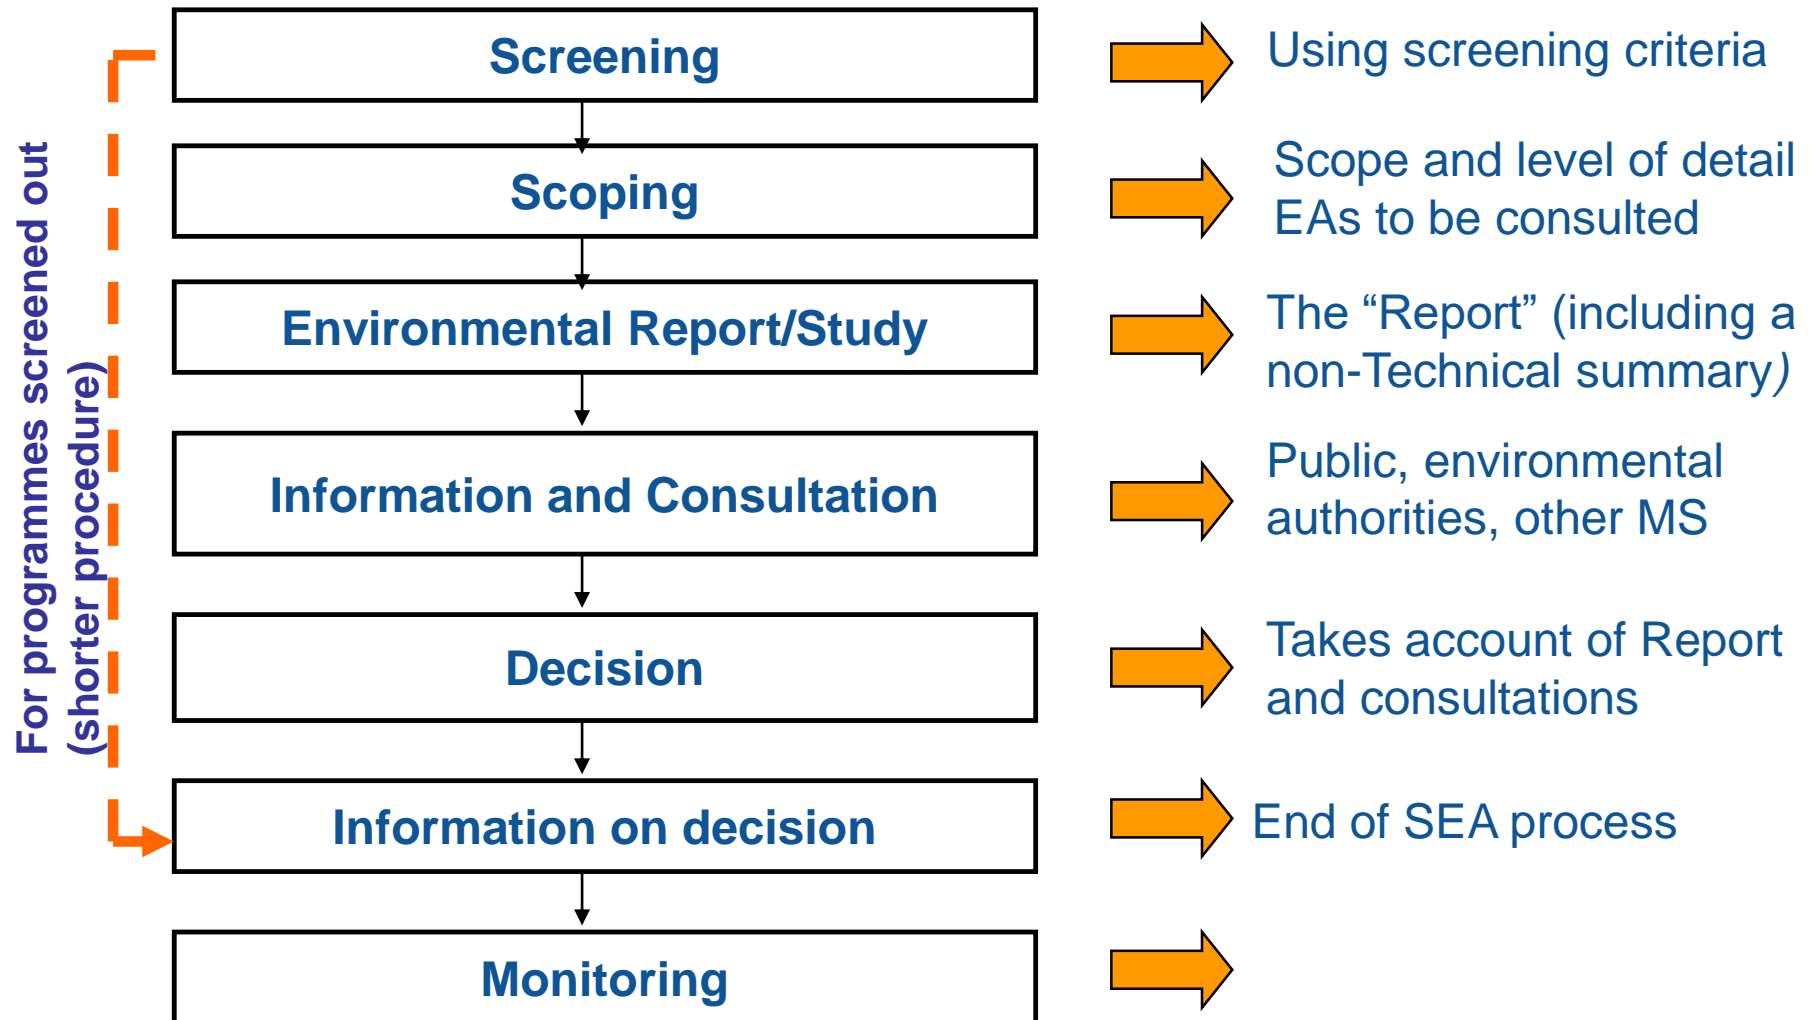 For programmes screened out
(shorter procedure)
Screening
Using screening criteria
Scoping
Scope and level of detail
EAs to be consulted
Environmental Report/Study
The “Report” (including a
non-Technical summary)
Information and Consultation
Public, environmental
authorities, other MS
Decision
Takes account of Report
and consultations
Information on decision
End of SEA process
Monitoring